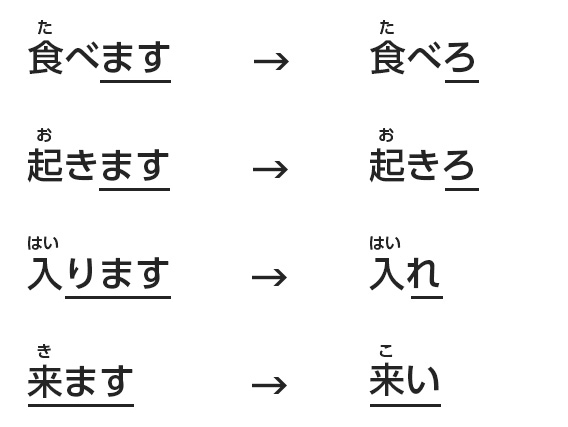 た た
食べます → 食べろ
お お
起きます → 起きろ
はい はい
入ります → 入れ
き こ
来ます → 来い